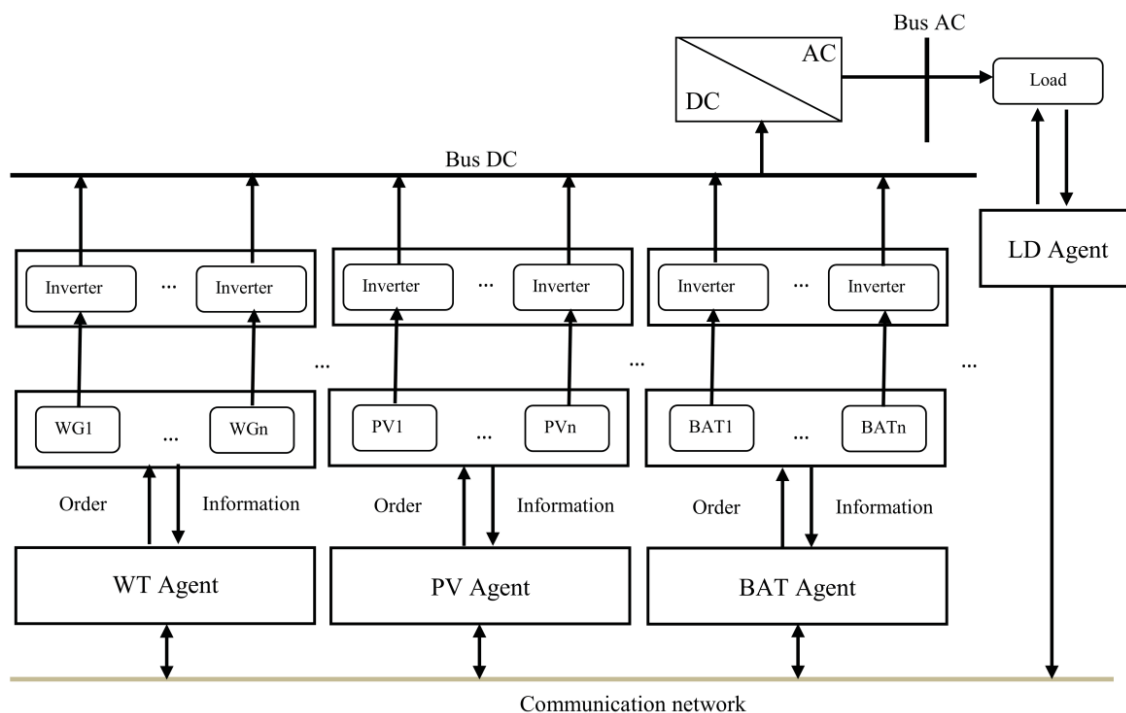 Bus AC
AC
DC
Load
Bus DC
LD Agent
Inverter ... Inverter
Inverter ... Inverter
Inverter ... Inverter
...
...
...
WG1 ... WGn
PV1 ... PVn
BAT1 ... BATn
Order Information
Order Information
Order Information
WT Agent
PV Agent
BAT Agent
Communication network